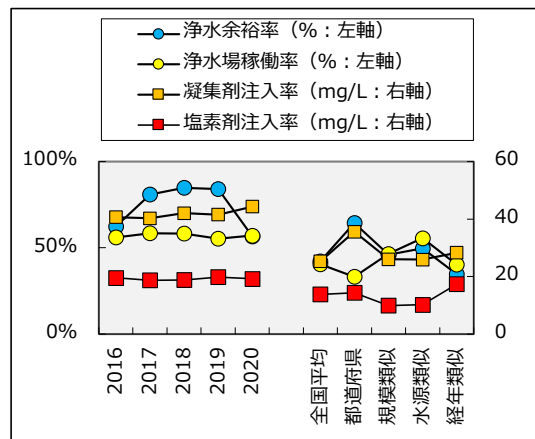 浄水余裕率（%：左軸）
浄水場稼働率（%：左軸）
凝集剤注入率（mg/L：右軸）
塩素剤注入率（mg/L：右軸）
100%
50%
0%
60
40
20
0
2016
2017
2018
2019
2020
全国平均
都道府県
規模類似
水源類似
経年類似